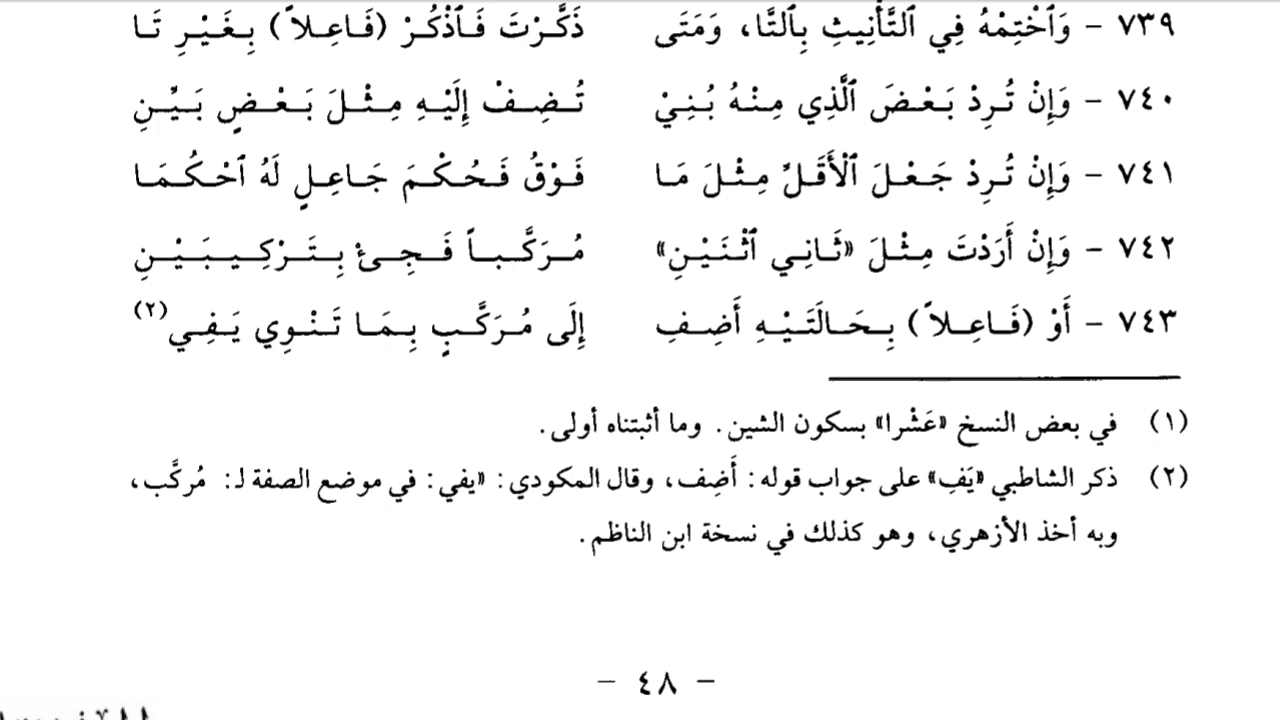 ٧٣٩ - وَٱخْتِمْهُ فِي ٱلتَّأْنِيثِ بِٱلتَّا، وَمَتَى ذَكَّرْتَ فَٱذْكُرْ (فَاعِلاً) بِغَيْرِ تَا
٧٤٠ - وَإِنْ تُرِدْ بَعْضَ ٱلَّذِي مِنْهُ بُنِيْ تُضِفْ إِلَيْهِ مِثْلَ بَعْضٍ بَيِّنِ
٧٤١ - وَإِنْ تُرِدْ جَعْلَ ٱلْأَقَلِّ مِثْلَ مَا فَوْقُ فَحُكْمَ جَاعِلٍ لَهُ ٱحْكُمَا
٧٤٢ - وَإِنْ أَرَدْتَ مِثْلَ «ثَانِي ٱثْنَيْنِ» مُرَكَّباً فَجِئْ بِتَرْكِيبَيْنِ
٧٤٣ - أَوْ (فَاعِلاً) بِحَالَتَيْهِ أَضِفِ إِلَى مُرَكَّبٍ بِمَا تَنْوِي يَفِي(٢)
(١) في بعض النسخ «عَشْرا» بسكون الشين. وما أثبتناه أولى.
(٢) ذكر الشاطبي «يَفِ» على جواب قوله: أَضِف، وقال المكودي: «يفي: في موضع الصفة لـ: مُركَّب،
وبه أخذ الأزهري، وهو كذلك في نسخة ابن الناظم.
- ٤٨ -